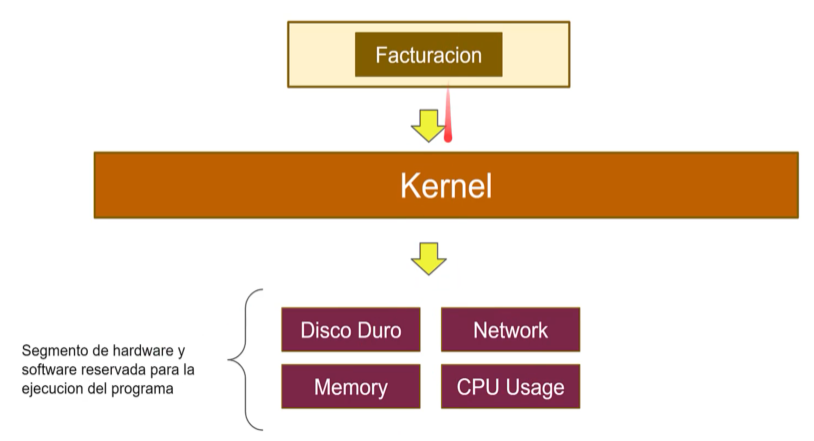 Facturacion
Kernel
Segmento de hardware y
software reservada para la
ejecucion del programa
Disco Duro
Network
Memory
CPU Usage